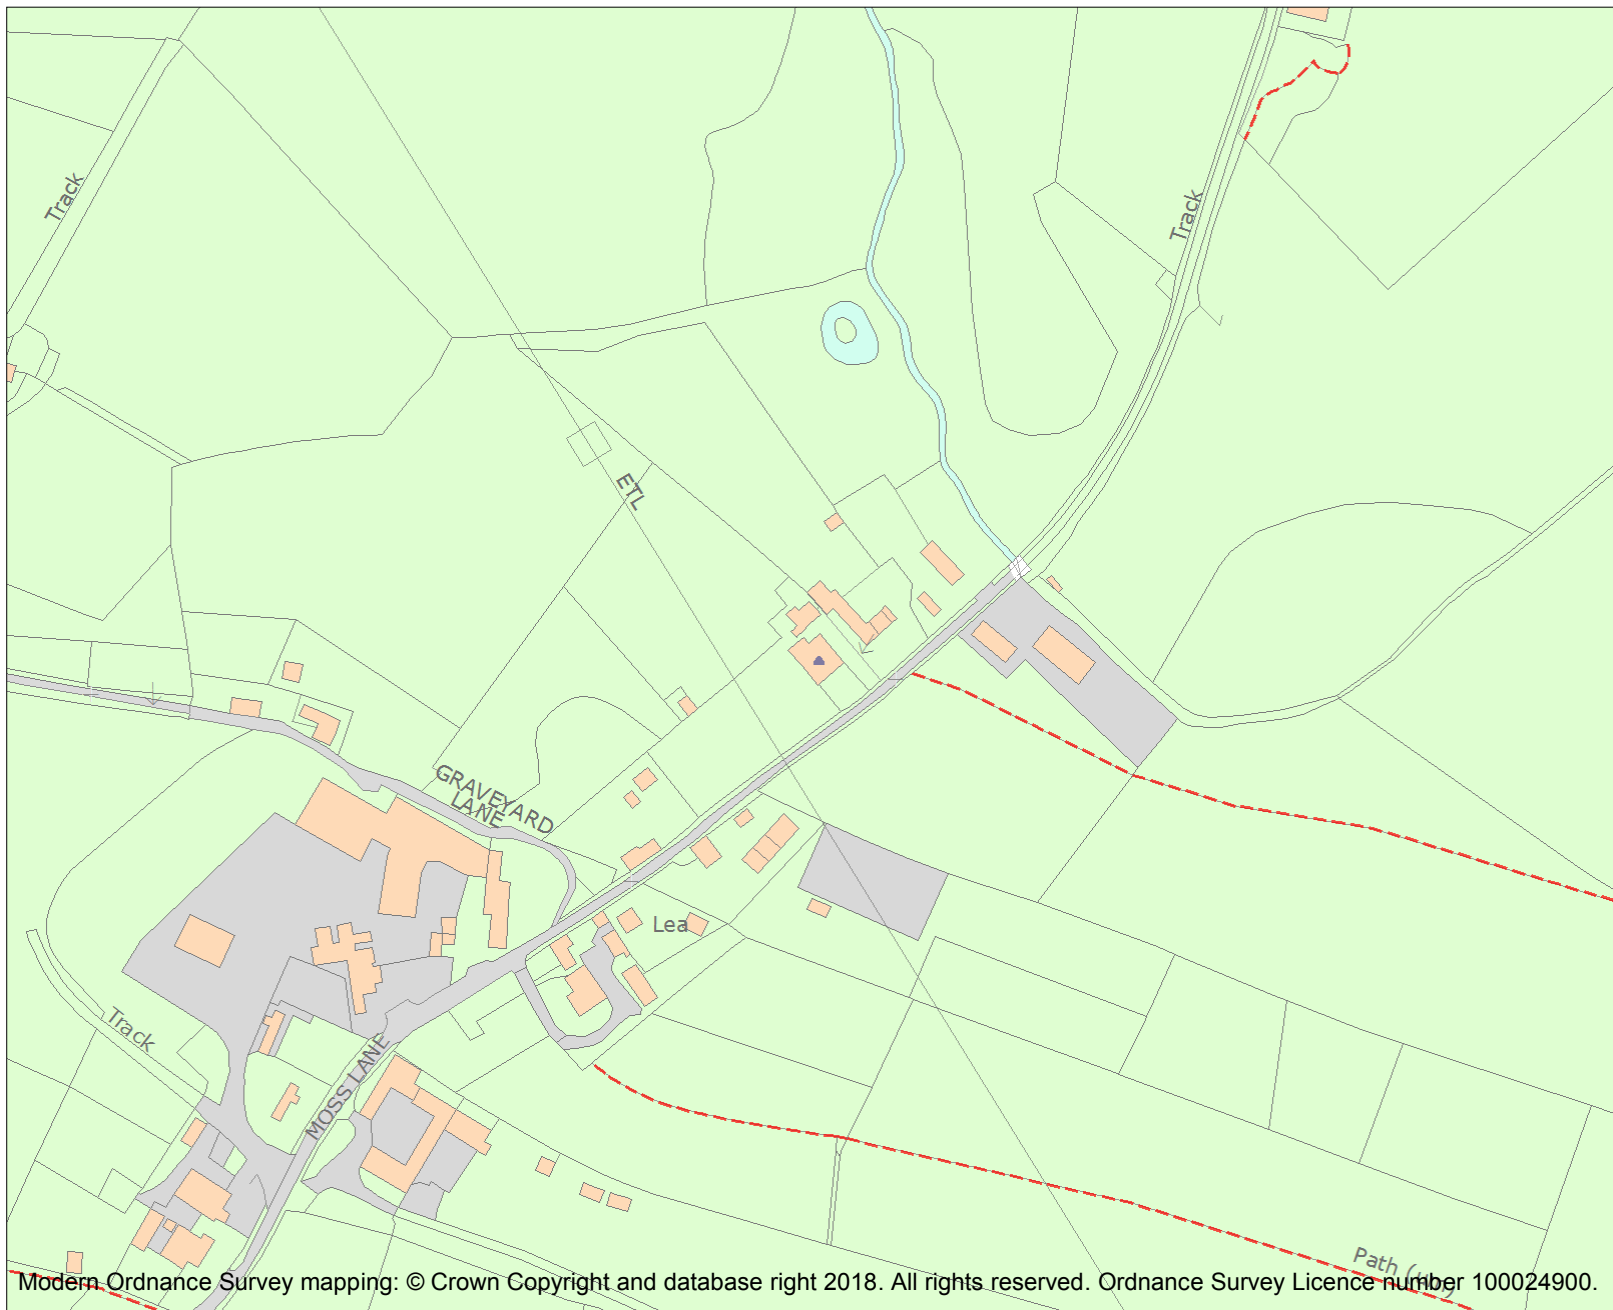 Track
Track
ETL
GRAVEYARD
LANE
Lea
Track
MOSS LANE
Path (um)
Modern Ordnance Survey mapping: © Crown Copyright and database right 2018. All rights reserved. Ordnance Survey Licence number 100024900.